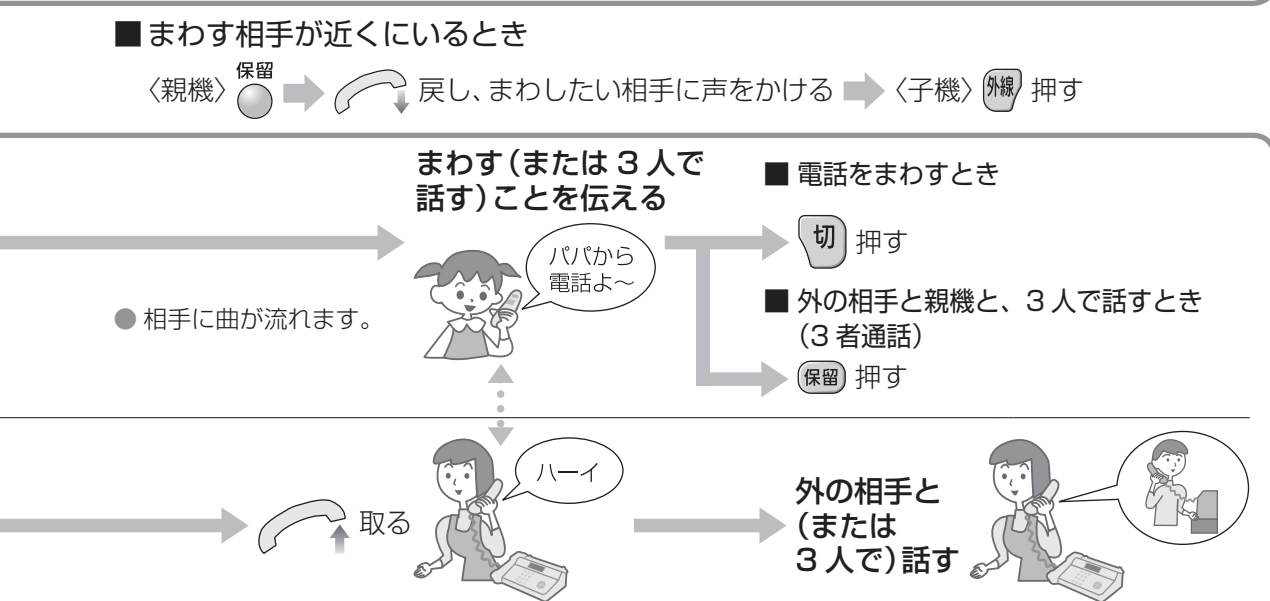 ■ まわす相手が近くにいるとき
保留
〈親機〉 戻し、まわしたい相手に声をかける 〈子機〉 外線 押す
まわす（または 3 人で
話す）ことを伝える
パパから
電話よ〜
● 相手に曲が流れます。
■ 電話をまわすとき
切 押す
■ 外の相手と親機と、3 人で話すとき
（3 者通話）
保留 押す
取る
ハーイ
外の相手と
（または
3 人で）話す